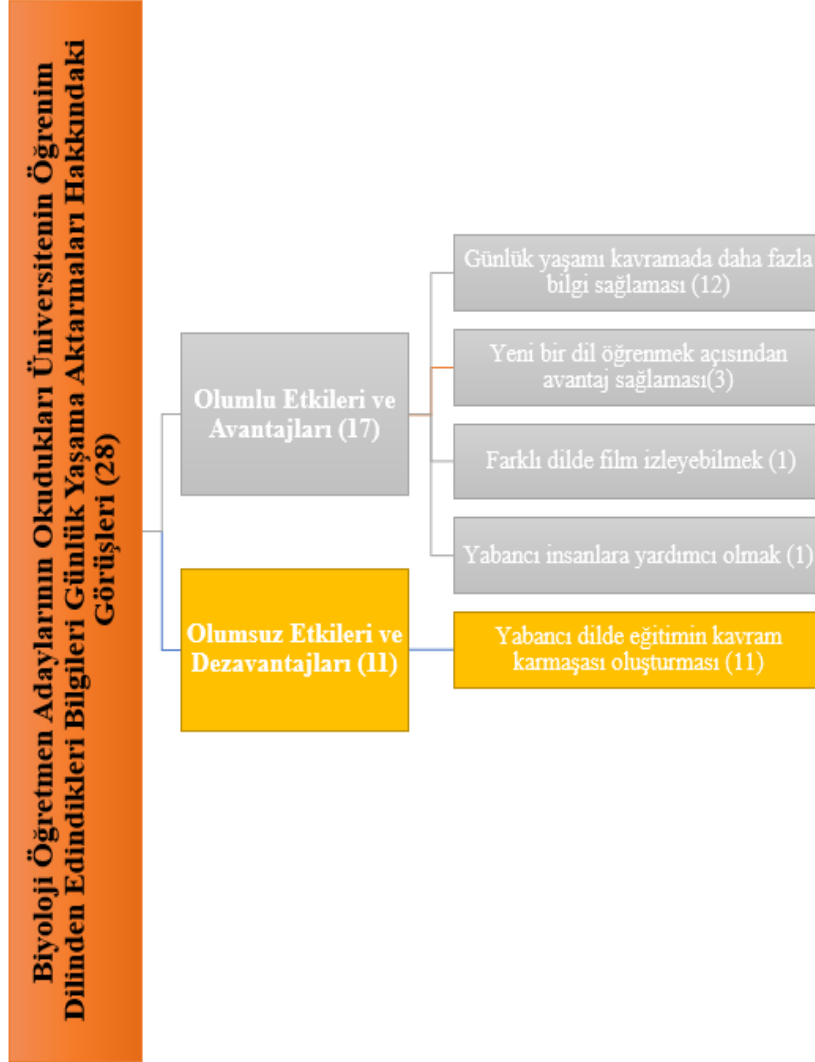 Biyoloji Öğretmen Adaylarının Okudukları Üniversitenin Öğrenim
Dilinden Edindikleri Bilgileri Günlük Yaşama Aktarmaları Hakkındaki
Görüşleri (28)
Olumlu Etkileri ve
Avantajları (17)
Günlük yaşamı kavramada daha fazla
bilgi sağlaması (12)
Yeni bir dil öğrenmek açısından
avantaj sağlaması(3)
Farklı dilde film izleyebilmek (1)
Yabancı insanlara yardımcı olmak (1)
Olumsuz Etkileri ve
Dezavantajları (11)
Yabancı dilde eğitimin kavram
karmaşası oluşturması (11)